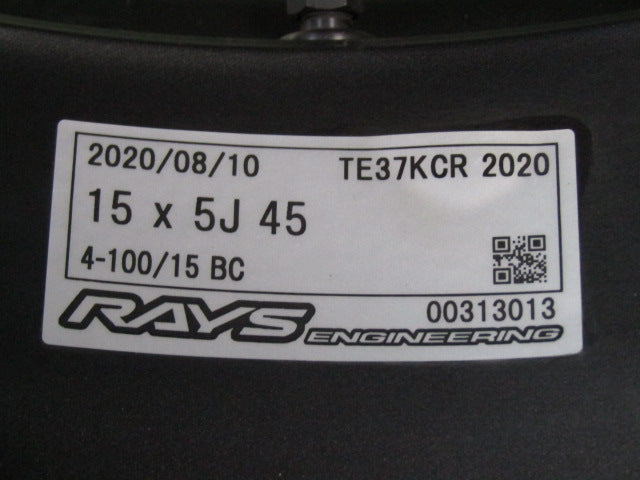 2020/08/10 TE37KCR 2020
15 x 5J 45
4-100/15 BC
RAYS ENGINEERING 00313013